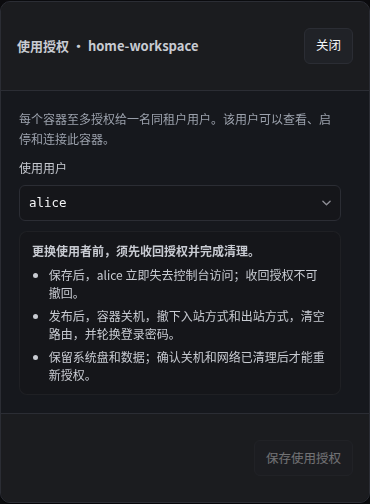 使用授权 · home-workspace
关闭
每个容器至多授权给一名同租户用户。该用户可以查看、启
停和连接此容器。
使用用户
alice
更换使用者前，须先收回授权并完成清理。
保存后，alice 立即失去控制台访问；收回授权不可
撤回。
发布后，容器关机，撤下入站方式和出站方式，清空
路由，并轮换登录密码。
保留系统盘和数据；确认关机和网络已清理后才能重
新授权。
保存使用授权